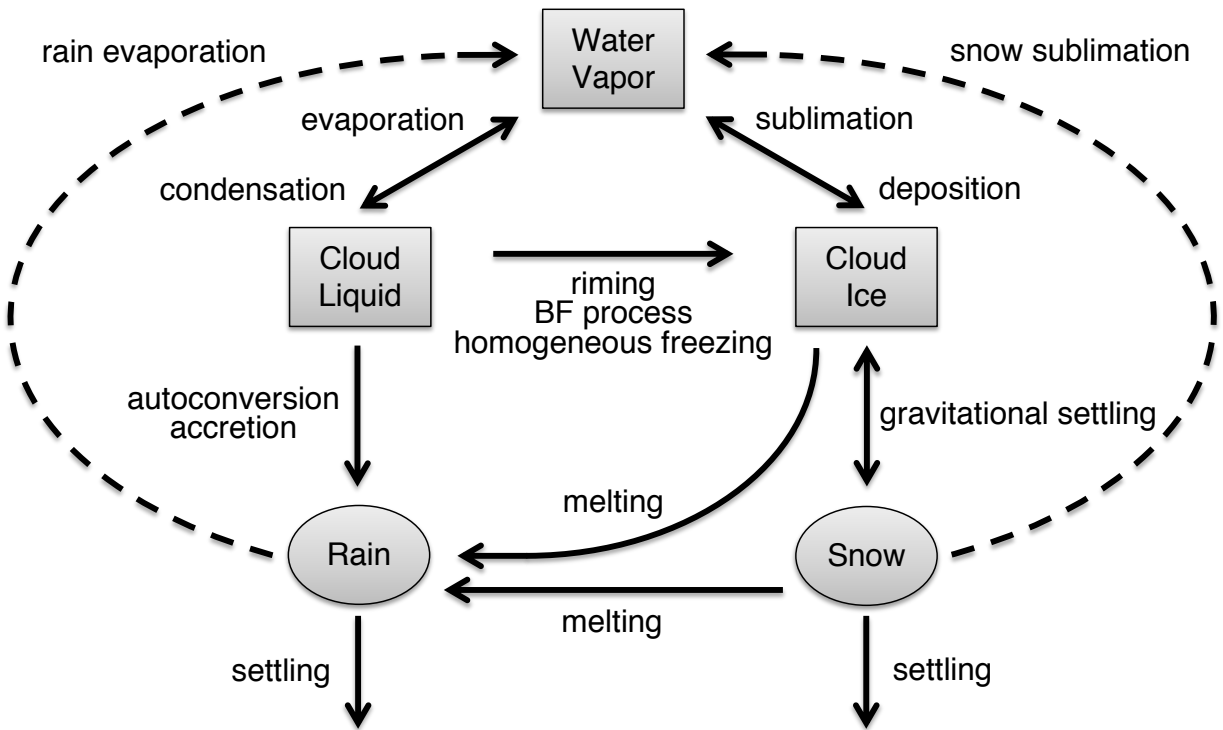 rain evaporation
Water
Vapor
snow sublimation
evaporation
sublimation
condensation
deposition
Cloud
Liquid
riming
BF process
homogeneous freezing
Cloud
Ice
autoconversion
accretion
gravitational settling
melting
Rain
Snow
melting
settling
settling